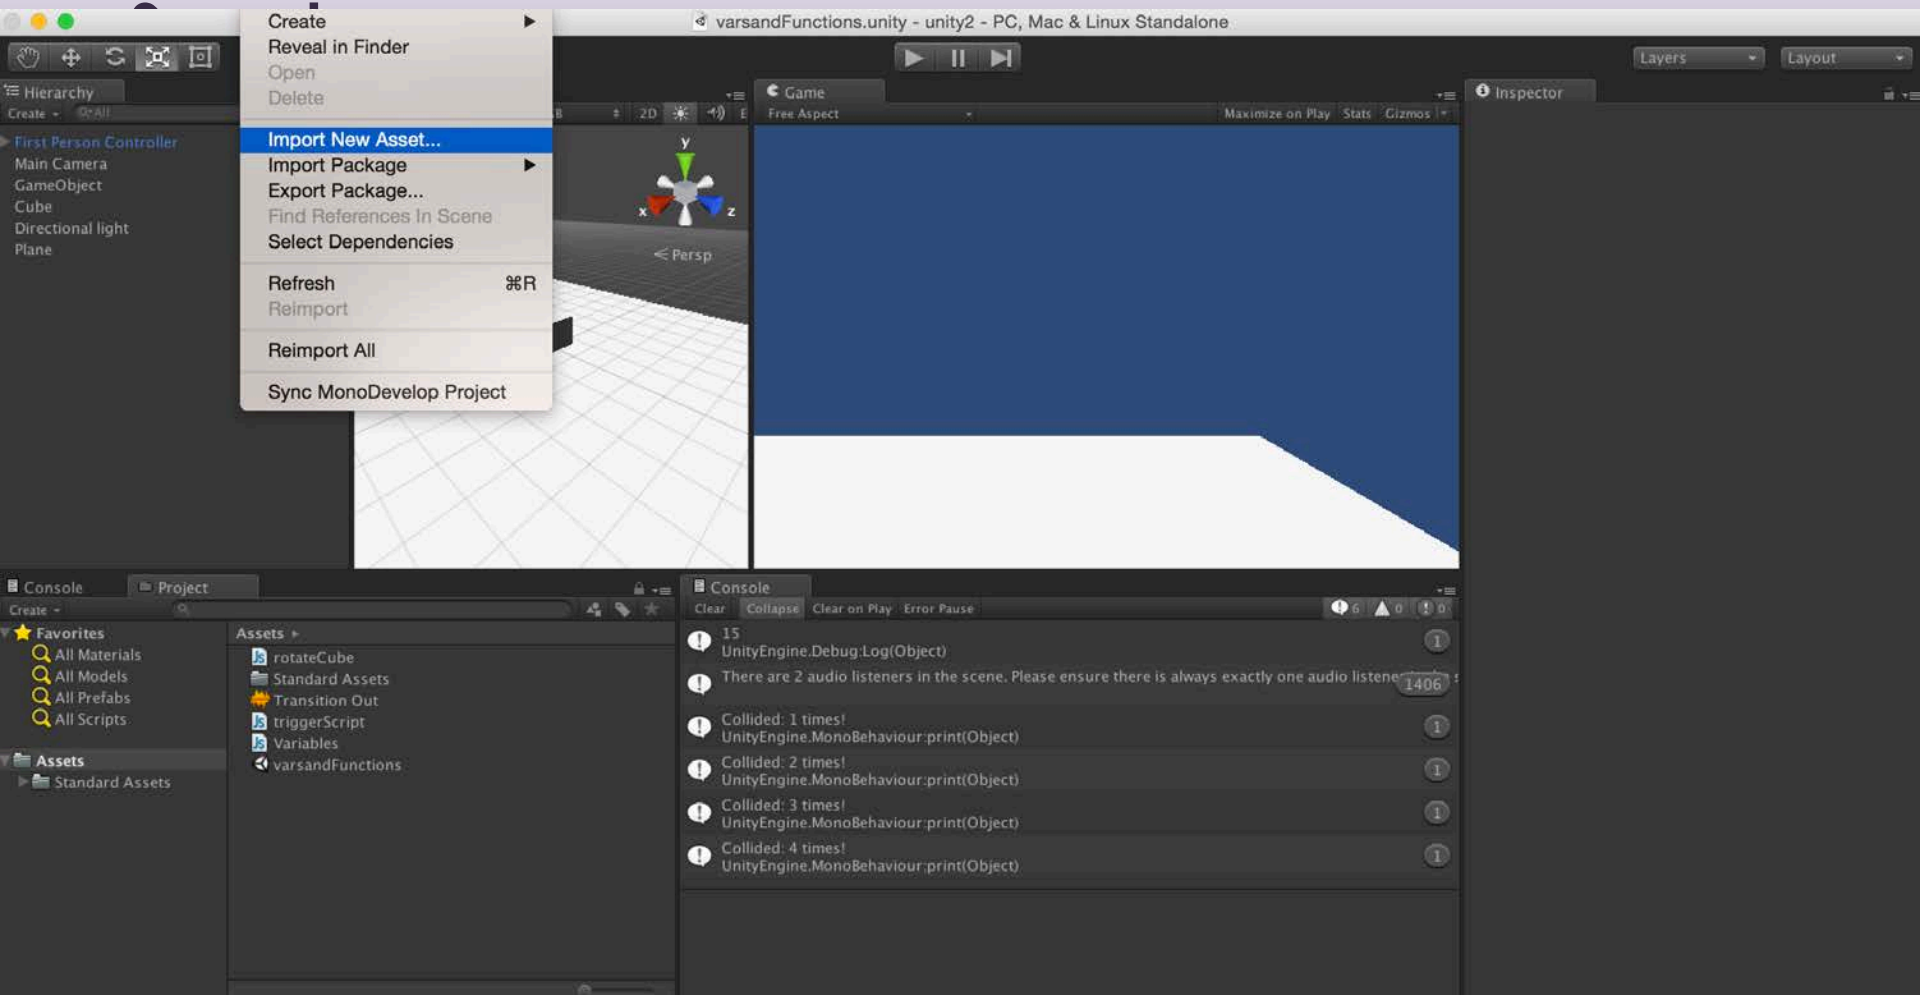 varsandFunctions.unity - unity2 - PC, Mac & Linux Standalone
Create
Reveal in Finder
Open
Delete
Import New Asset...
Import Package
Export Package...
Find References In Scene
Select Dependencies
Refresh ⌘R
Reimport
Reimport All
Sync MonoDevelop Project
Layers
Layout
Hierarchy
Create
All
First Person Controller
Main Camera
GameObject
Cube
Directional light
Plane
2D
y
x
z
Persp
Game
Free Aspect
Maximize on Play Stats Gizmos
Inspector
Console Project
Create
Favorites
All Materials
All Models
All Prefabs
All Scripts
Assets
Standard Assets
Assets
rotateCube
Standard Assets
Transition Out
triggerScript
Variables
varsandFunctions
Console
Clear Collapse Clear on Play Error Pause
6 0 0
15
UnityEngine.Debug:Log(Object)
1
There are 2 audio listeners in the scene. Please ensure there is always exactly one audio
1406
Collided: 1 times!
UnityEngine.MonoBehaviour:print(Object)
1
Collided: 2 times!
UnityEngine.MonoBehaviour:print(Object)
1
Collided: 3 times!
UnityEngine.MonoBehaviour:print(Object)
1
Collided: 4 times!
UnityEngine.MonoBehaviour:print(Object)
1